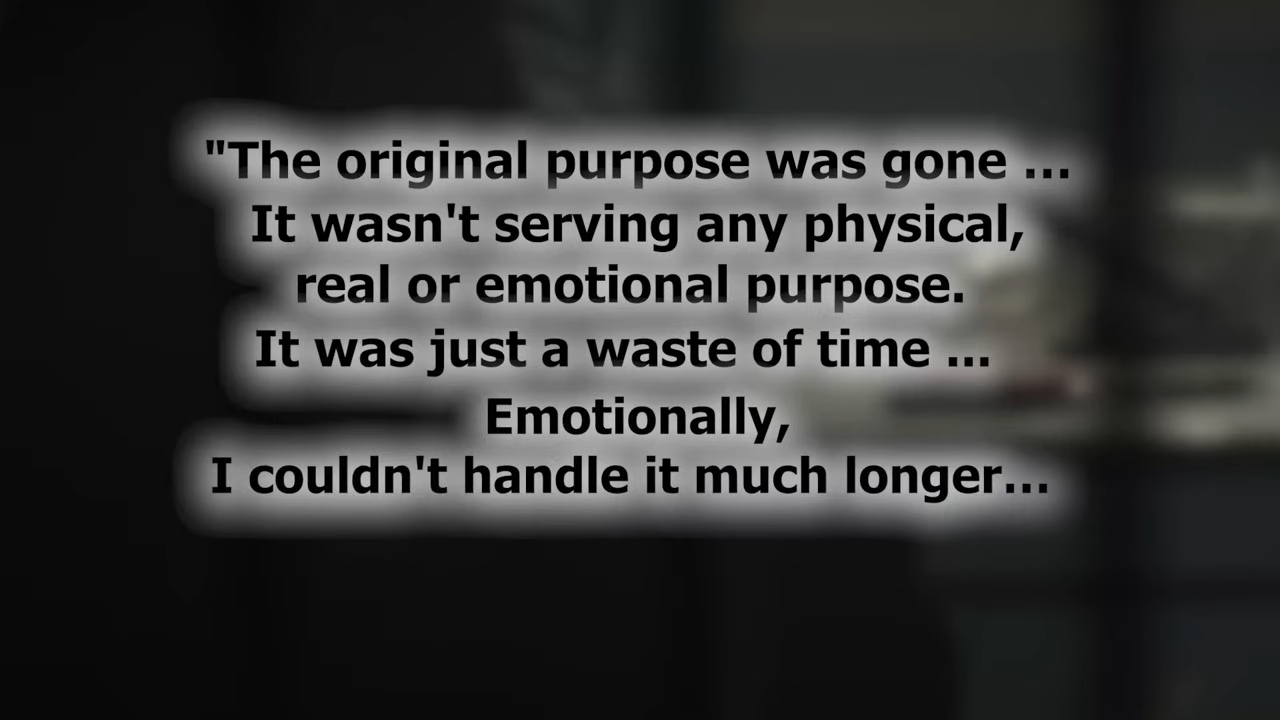 "The original purpose was gone ...
It wasn't serving any physical,
real or emotional purpose.
It was just a waste of time ...
Emotionally,
I couldn't handle it much longer...